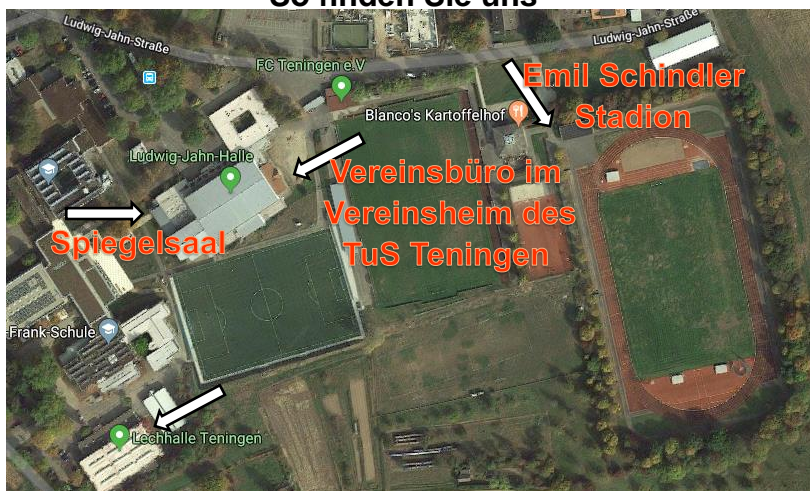 So finden Sie uns
Ludwig-Jahn-Straße
Ludwig-Jahn-Straße
FC Teningen e.V
Emil Schindler
Stadion
Blanco's Kartoffelhof
Ludwig-Jahn-Halle
Vereinsbüro im
Vereinsheim des
TuS Teningen
Spiegelsaal
-Frank-Schule
Lechhalle Teningen